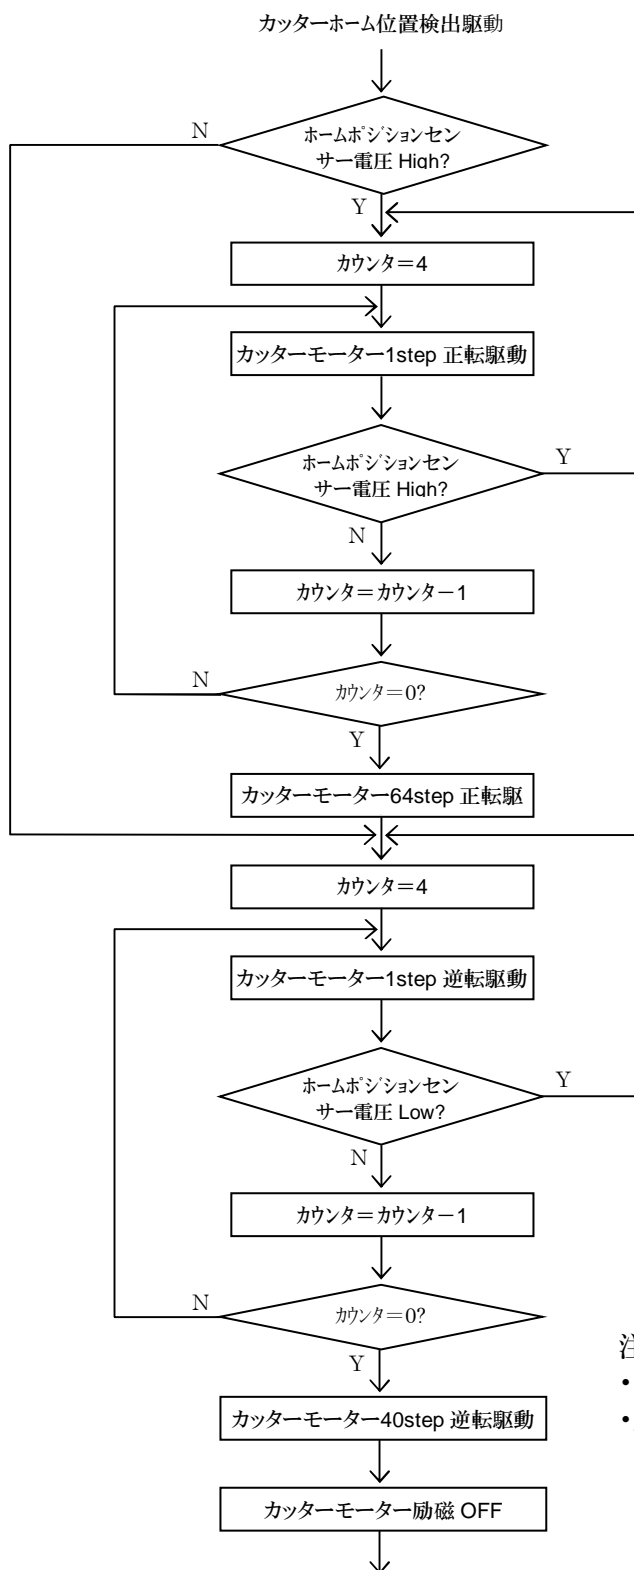 カッターホーム位置検出駆動
N
ホームポジションセン
サー電圧 High?
Y
カウンタ＝4
カッターモーター1step 正転駆動
ホームポジションセン
サー電圧 High?
Y
N
カウンタ＝カウンター1
N
カウンタ＝0?
Y
カッターモーター64step 正転駆
カウンタ＝4
カッターモーター1step 逆転駆動
ホームポジションセン
サー電圧 Low?
Y
N
カウンタ＝カウンター1
N
カウンタ＝0?
Y
注
・
・
カッターモーター40step 逆転駆動
カッターモーター励磁 OFF